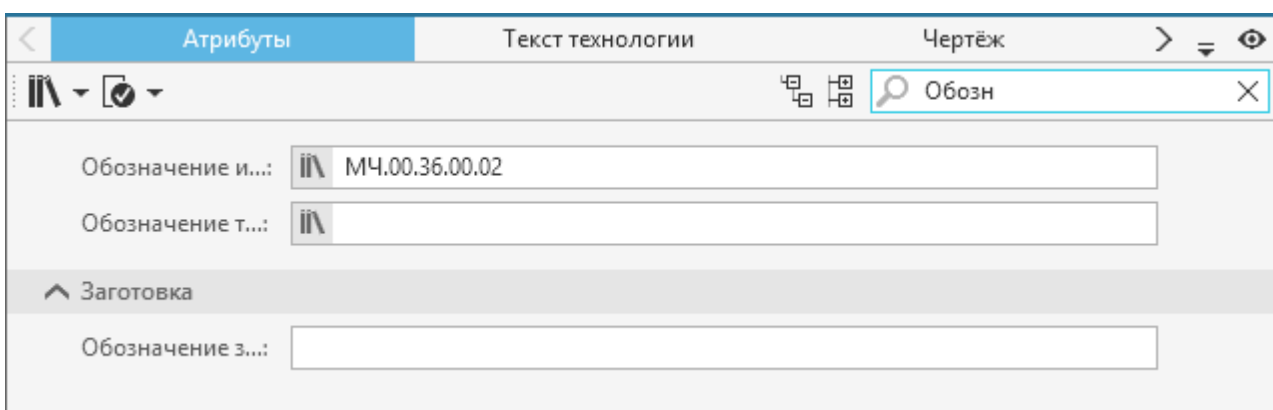 Атрибуты Текст технологии Чертёж
Обозн
Обозначение и...: МЧ.00.36.00.02
Обозначение т...:
Заготовка
Обозначение з...: